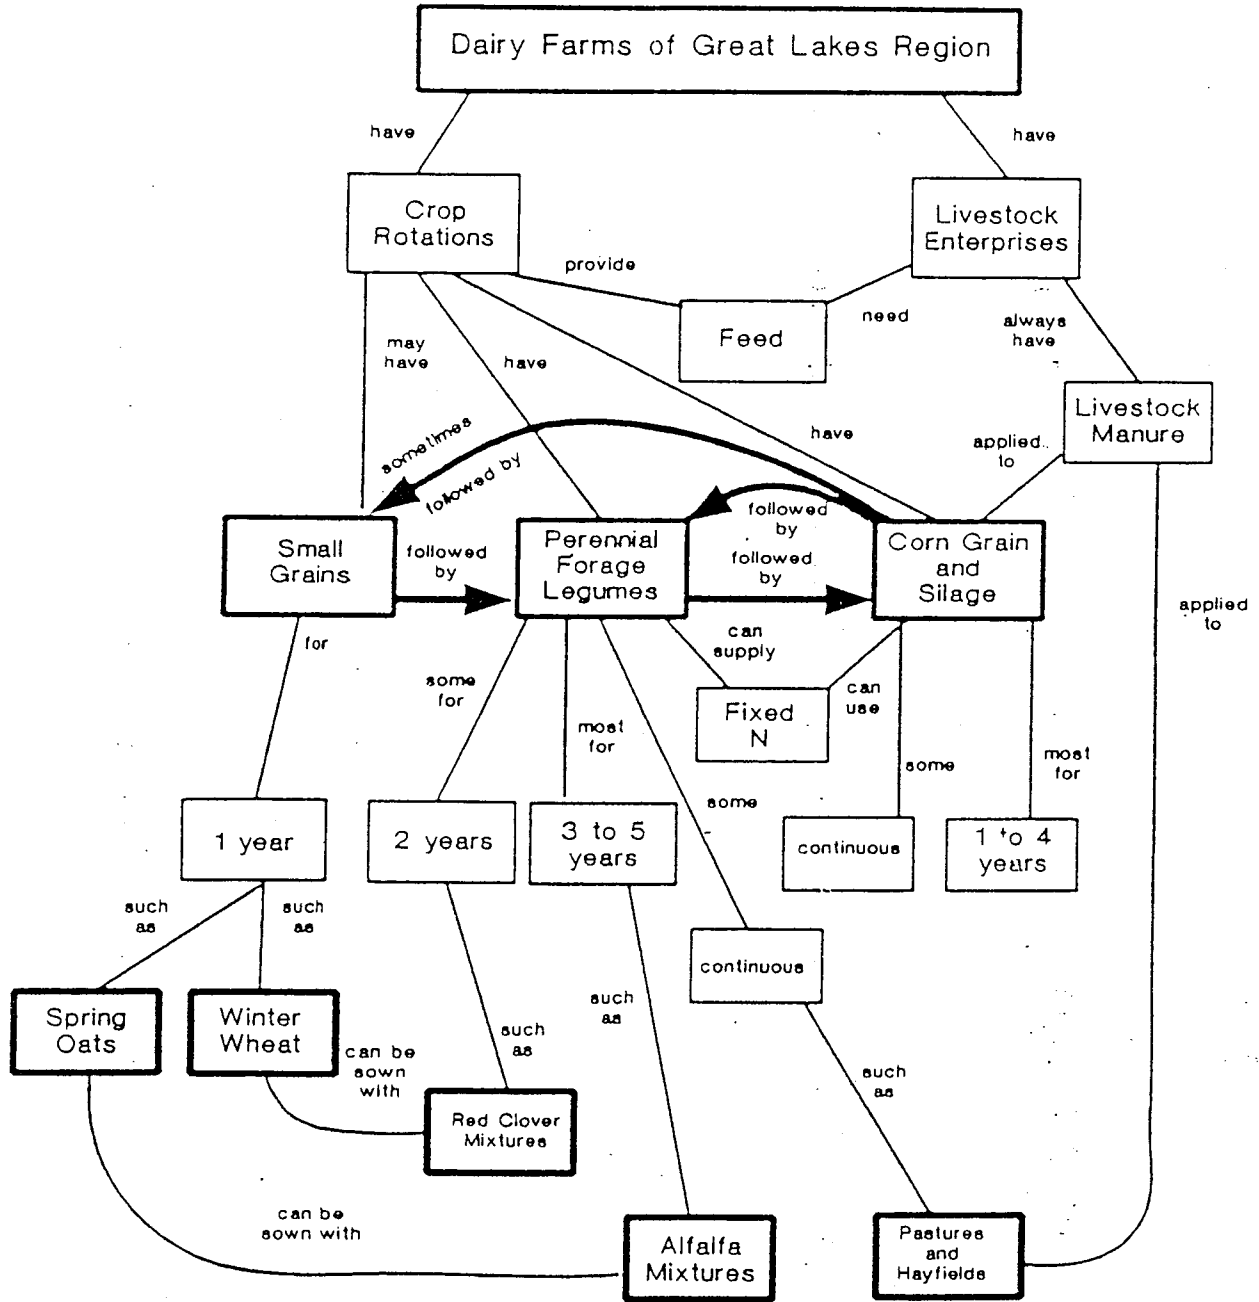 Dairy Farms of Great Lakes Region
have
have
Crop
Rotations
Livestock
Enterprises
provide
need
Feed
always
have
may
have
have
have
Livestock
Manure
applied
to
sometimes
followed by
followed
by
followed
by
followed
by
Small
Grains
Perennial
Forage
Legumes
Corn Grain
and
Silage
applied
to
for
some
for
most
for
can
supply
can
use
Fixed
N
some
some
most
for
1 year
2 years
3 to 5
years
continuous
1 to 4
years
such
as
such
as
continuous
Spring
Oats
Winter
Wheat
can be
sown
with
such
as
such
as
such
as
Red Clover
Mixtures
can be
sown with
Alfalfa
Mixtures
Pastures
and
Hayfields